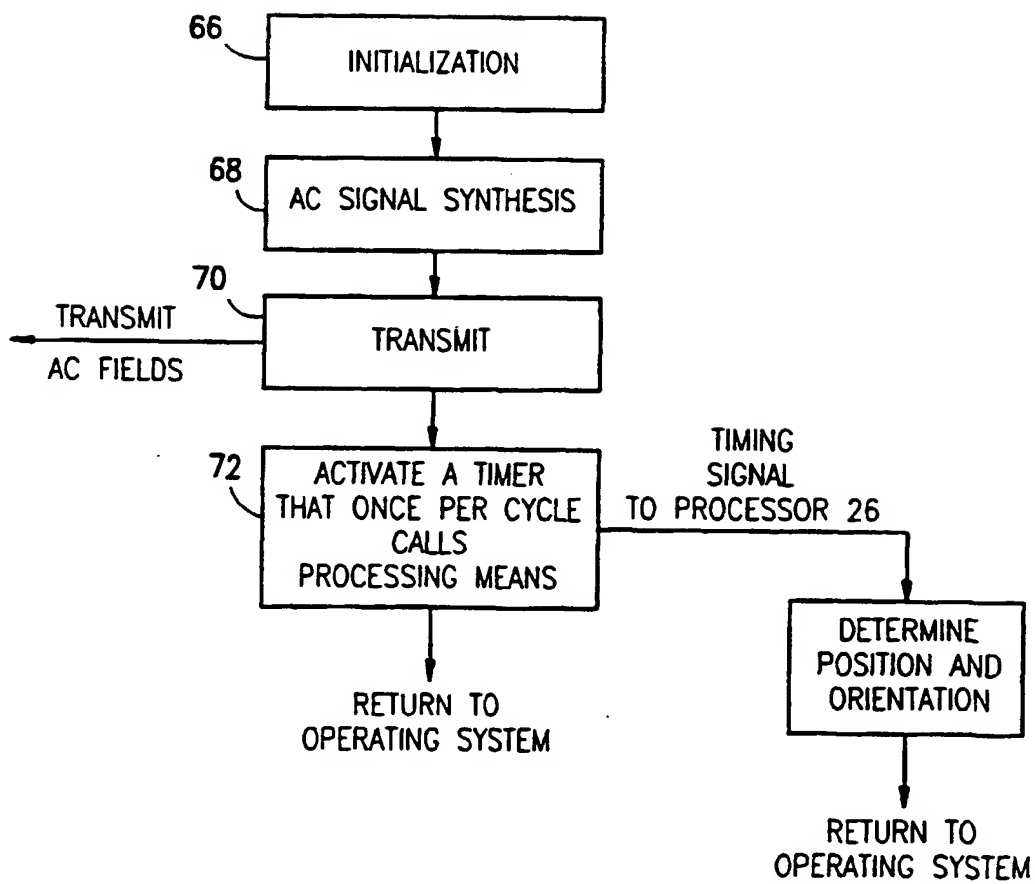 66
INITIALIZATION
68
AC SIGNAL SYNTHESIS
70
TRANSMIT
AC FIELDS
TRANSMIT
72
ACTIVATE A TIMER
THAT ONCE PER CYCLE
CALLS
PROCESSING MEANS
TIMING
SIGNAL
TO PROCESSOR 26
DETERMINE
POSITION AND
ORIENTATION
RETURN TO
OPERATING SYSTEM
RETURN TO
OPERATING SYSTEM